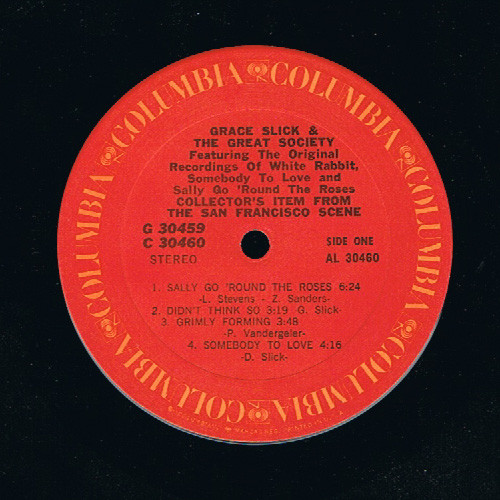 COLUMBIA COLUMBIA COLUMBIA COLUMBIA COLUMBIA COLUMBIA
GRACE SLICK &
THE GREAT SOCIETY
Featuring The Original
Recordings Of White Rabbit,
Somebody To Love and
Sally Go 'Round The Roses
COLLECTOR'S ITEM FROM
THE SAN FRANCISCO SCENE
G 30459
C 30460
SIDE ONE
STEREO
AL 30460
1. SALLY GO 'ROUND THE ROSES 6:24
-L. Stevens - Z. Sanders-
2. DIDN'T THINK SO 3:19 G. Slick-
3. GRIMLY FORMING 3:48
-P. Vandergeler-
4. SOMEBODY TO LOVE 4:16
-D. Slick-